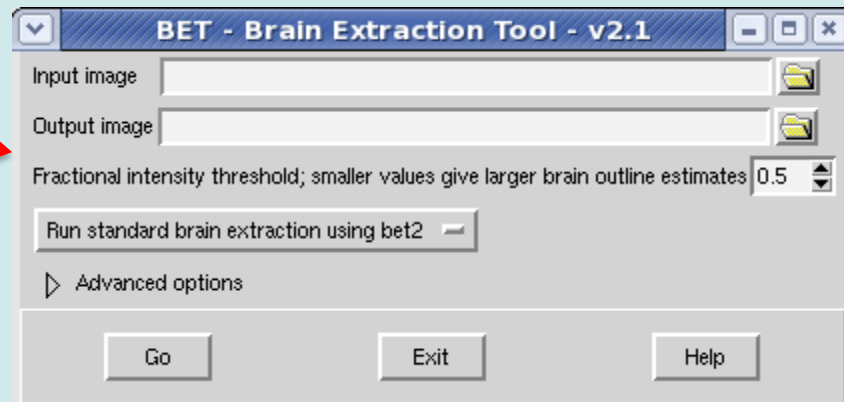 BET - Brain Extraction Tool - v2.1
Input image
Output image
Fractional intensity threshold; smaller values give larger brain outline estimates 0.5
Run standard brain extraction using bet2
Advanced options
Go Exit Help